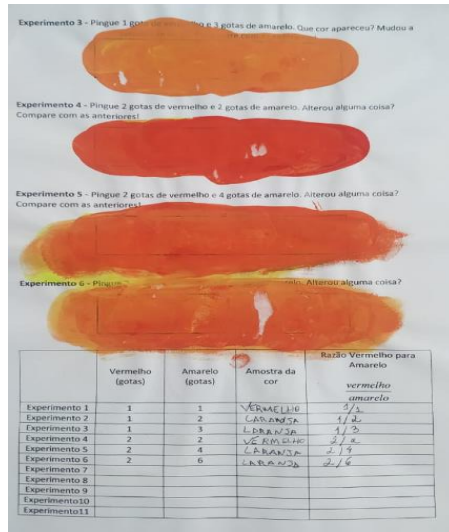 Experimento 3 - Pingue 1 gota de vermelho e 3 gotas de amarelo. Que cor apareceu? Mudou a
Experimento 4 - Pingue 2 gotas de vermelho e 2 gotas de amarelo. Alterou alguma coisa?
Compare com as anteriores!
Experimento 5 - Pingue 2 gotas de vermelho e 4 gotas de amarelo. Alterou alguma coisa?
Compare com as anteriores!
Experimento 6 - Pingue 2 Alterou alguma coisa?
Vermelho (gotas) Amarelo (gotas) Amostra da cor Razão Vermelho para Amarelo vermelho/amarelo
Experimento 1 1 1 VERMELHO 1/1
Experimento 2 1 2 LARANJA 1/2
Experimento 3 1 3 LARANJA 1/3
Experimento 4 2 2 VERMELHO 2/2
Experimento 5 2 4 LARANJA 2/4
Experimento 6 2 6 LARANJA 2/6
Experimento 7
Experimento 8
Experimento 9
Experimento10
Experimento11